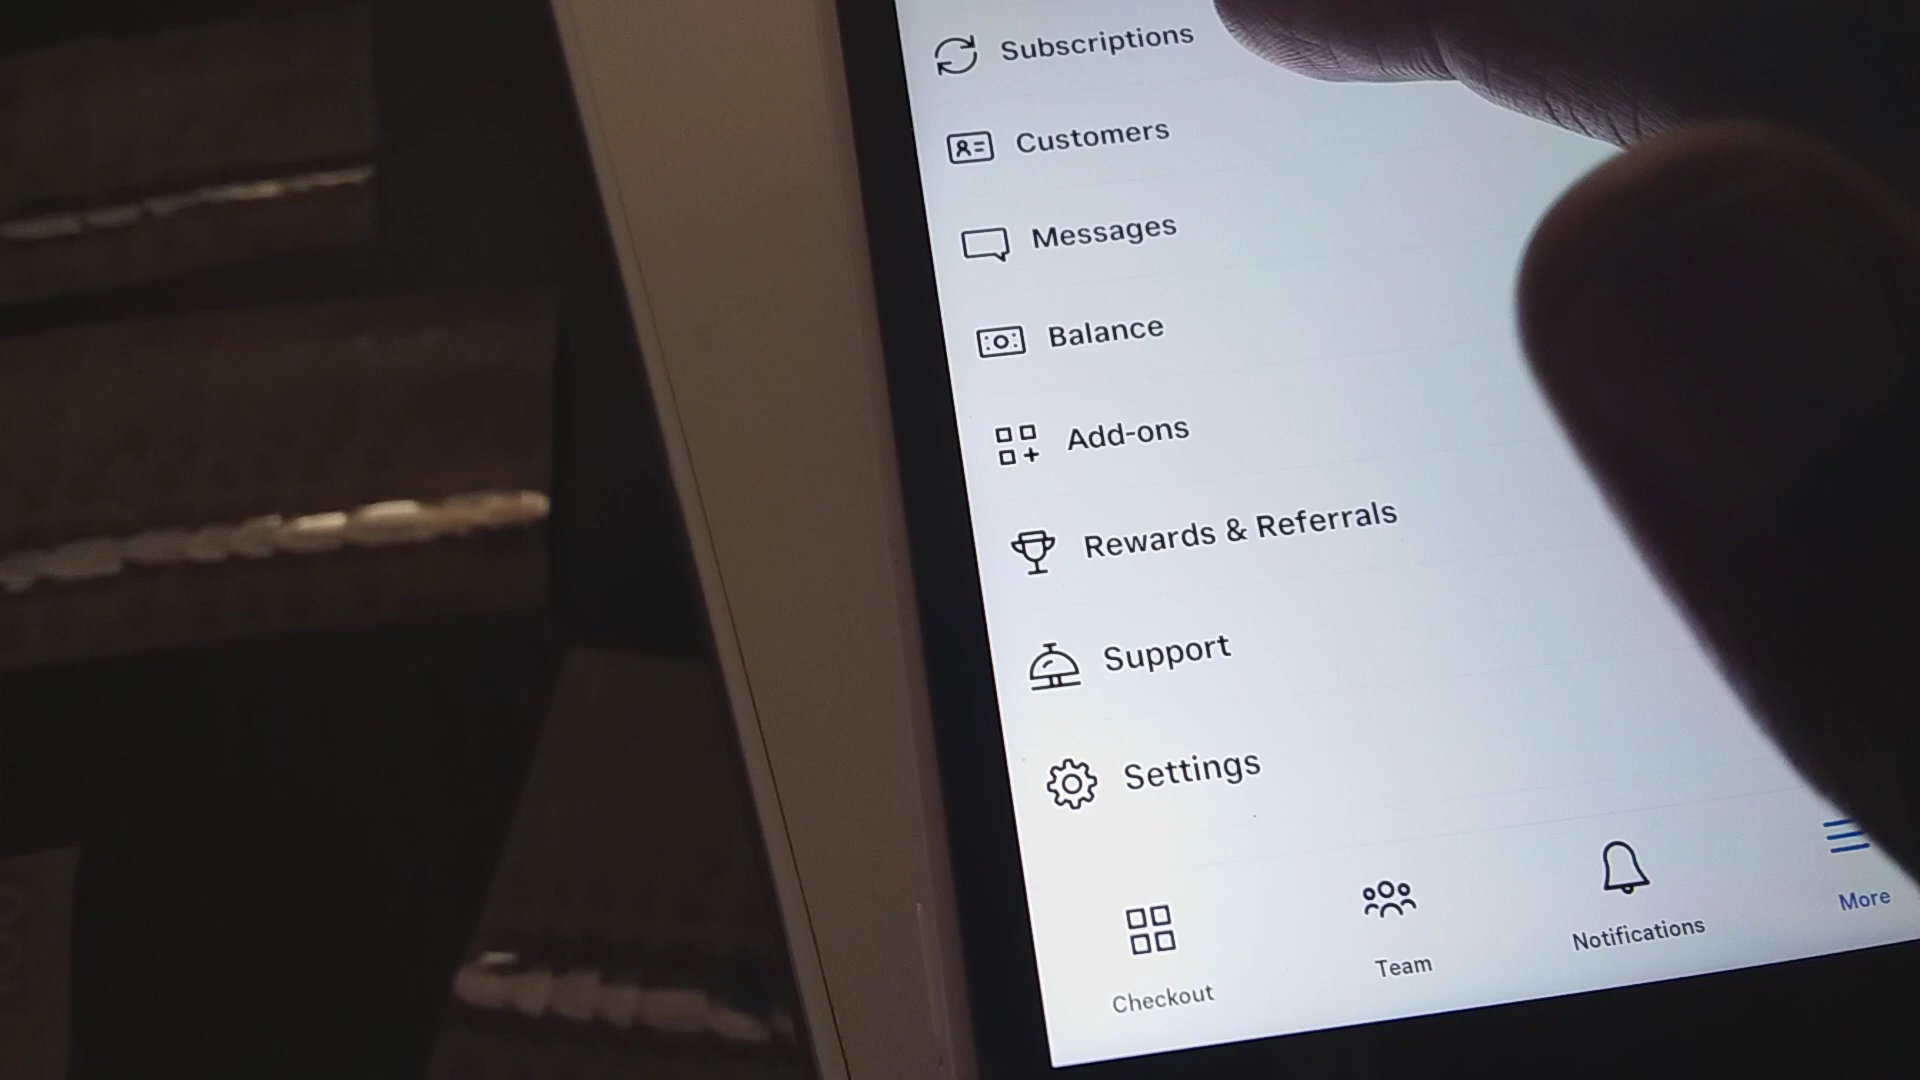 Subscriptions
Customers
Messages
Balance
Add-ons
Rewards & Referrals
Support
Settings
Checkout
Team
Notifications
More